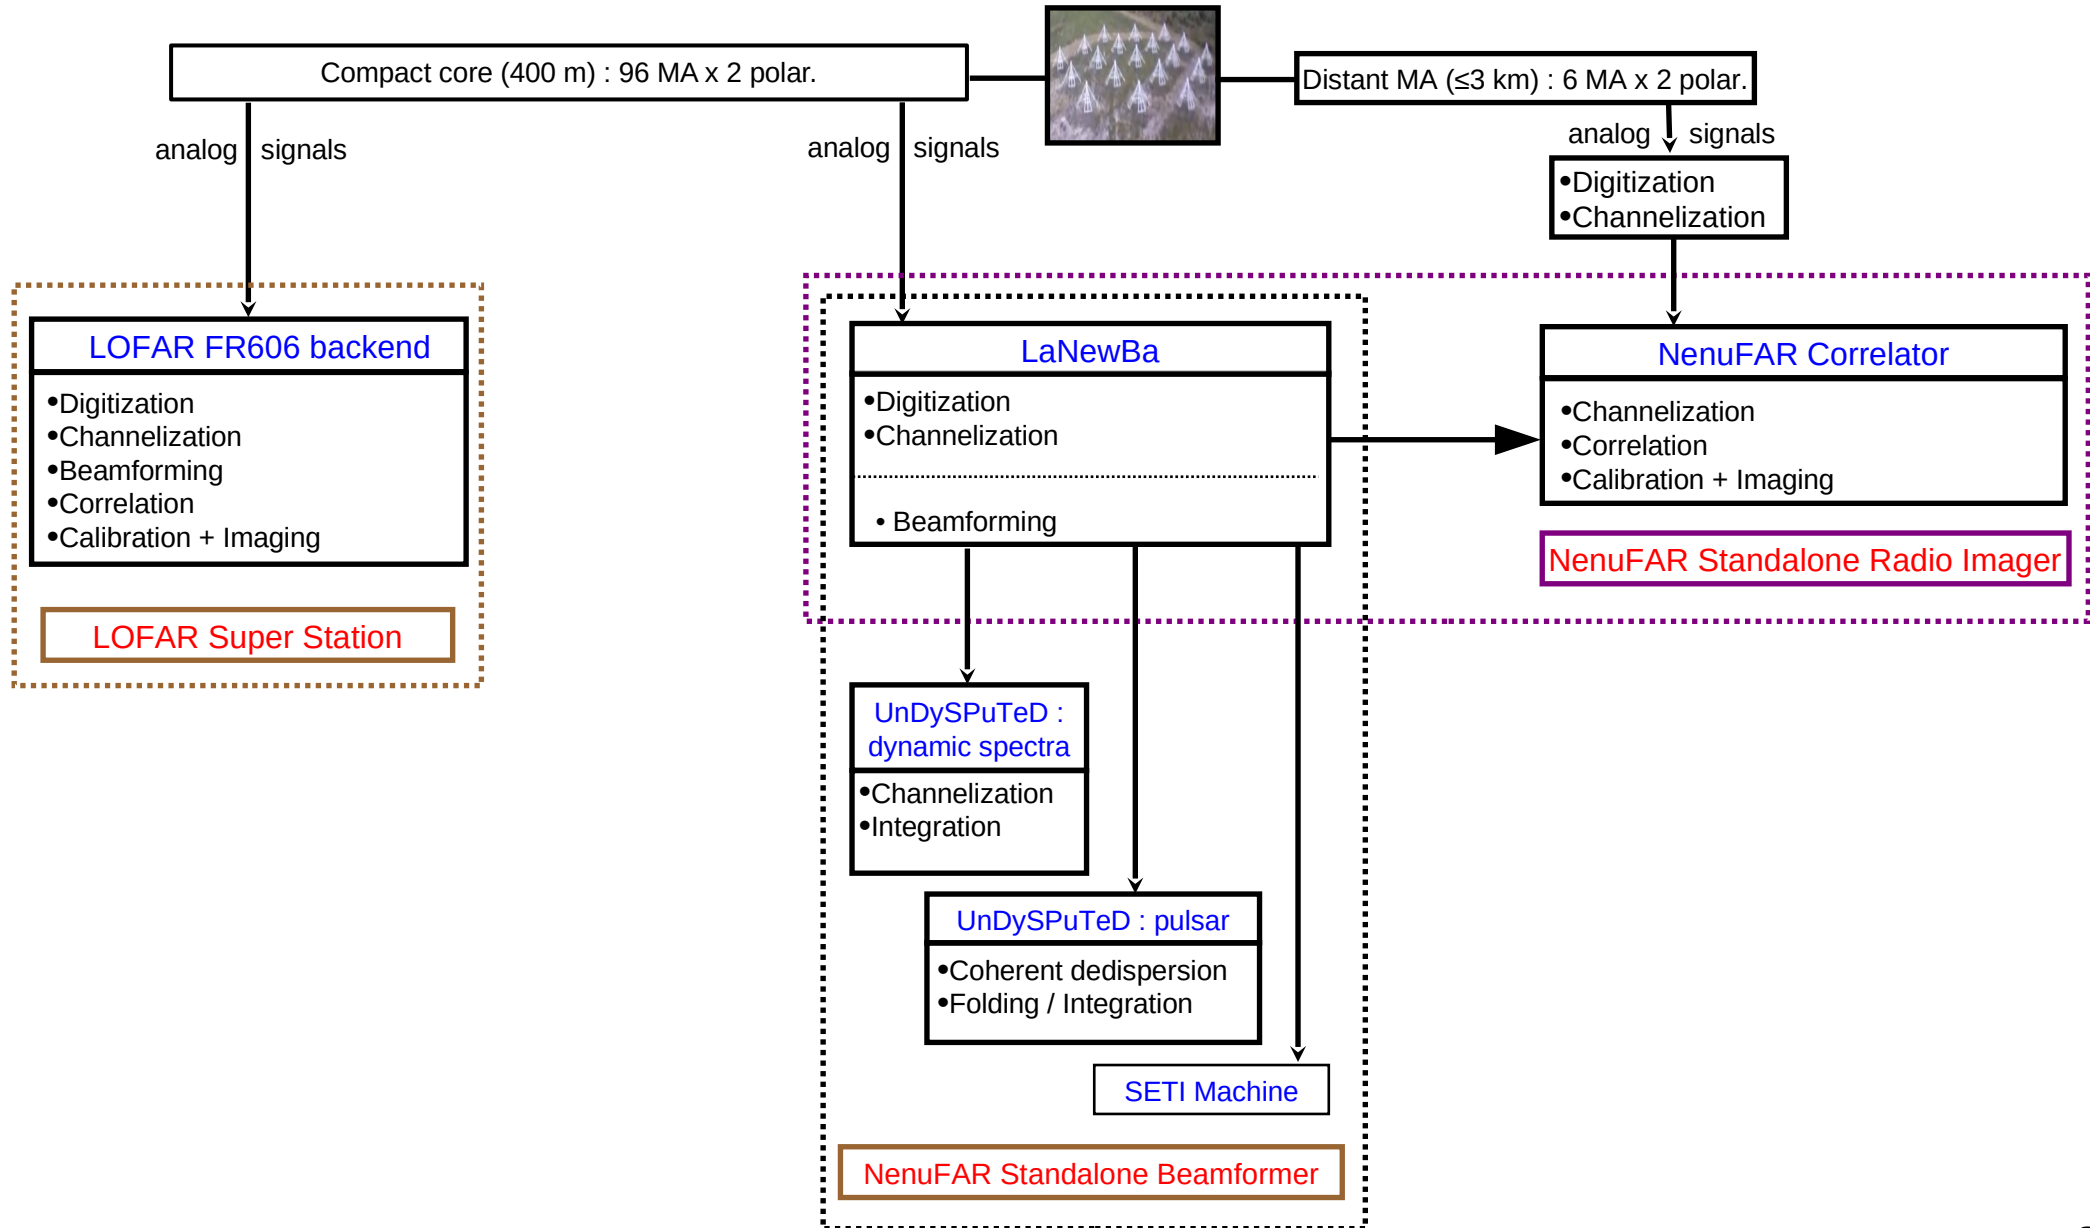 Compact core (400 m) : 96 MA x 2 polar.
Distant MA (≤3 km) : 6 MA x 2 polar.
analog signals
analog signals
analog signals
•Digitization
•Channelization
LOFAR FR606 backend
•Digitization
•Channelization
•Beamforming
•Correlation
•Calibration + Imaging
LOFAR Super Station
LaNewBa
•Digitization
•Channelization
• Beamforming
NenuFAR Correlator
•Channelization
•Correlation
•Calibration + Imaging
NenuFAR Standalone Radio Imager
UnDySPuTeD :
dynamic spectra
•Channelization
•Integration
UnDySPuTeD : pulsar
•Coherent dedispersion
•Folding / Integration
SETI Machine
NenuFAR Standalone Beamformer